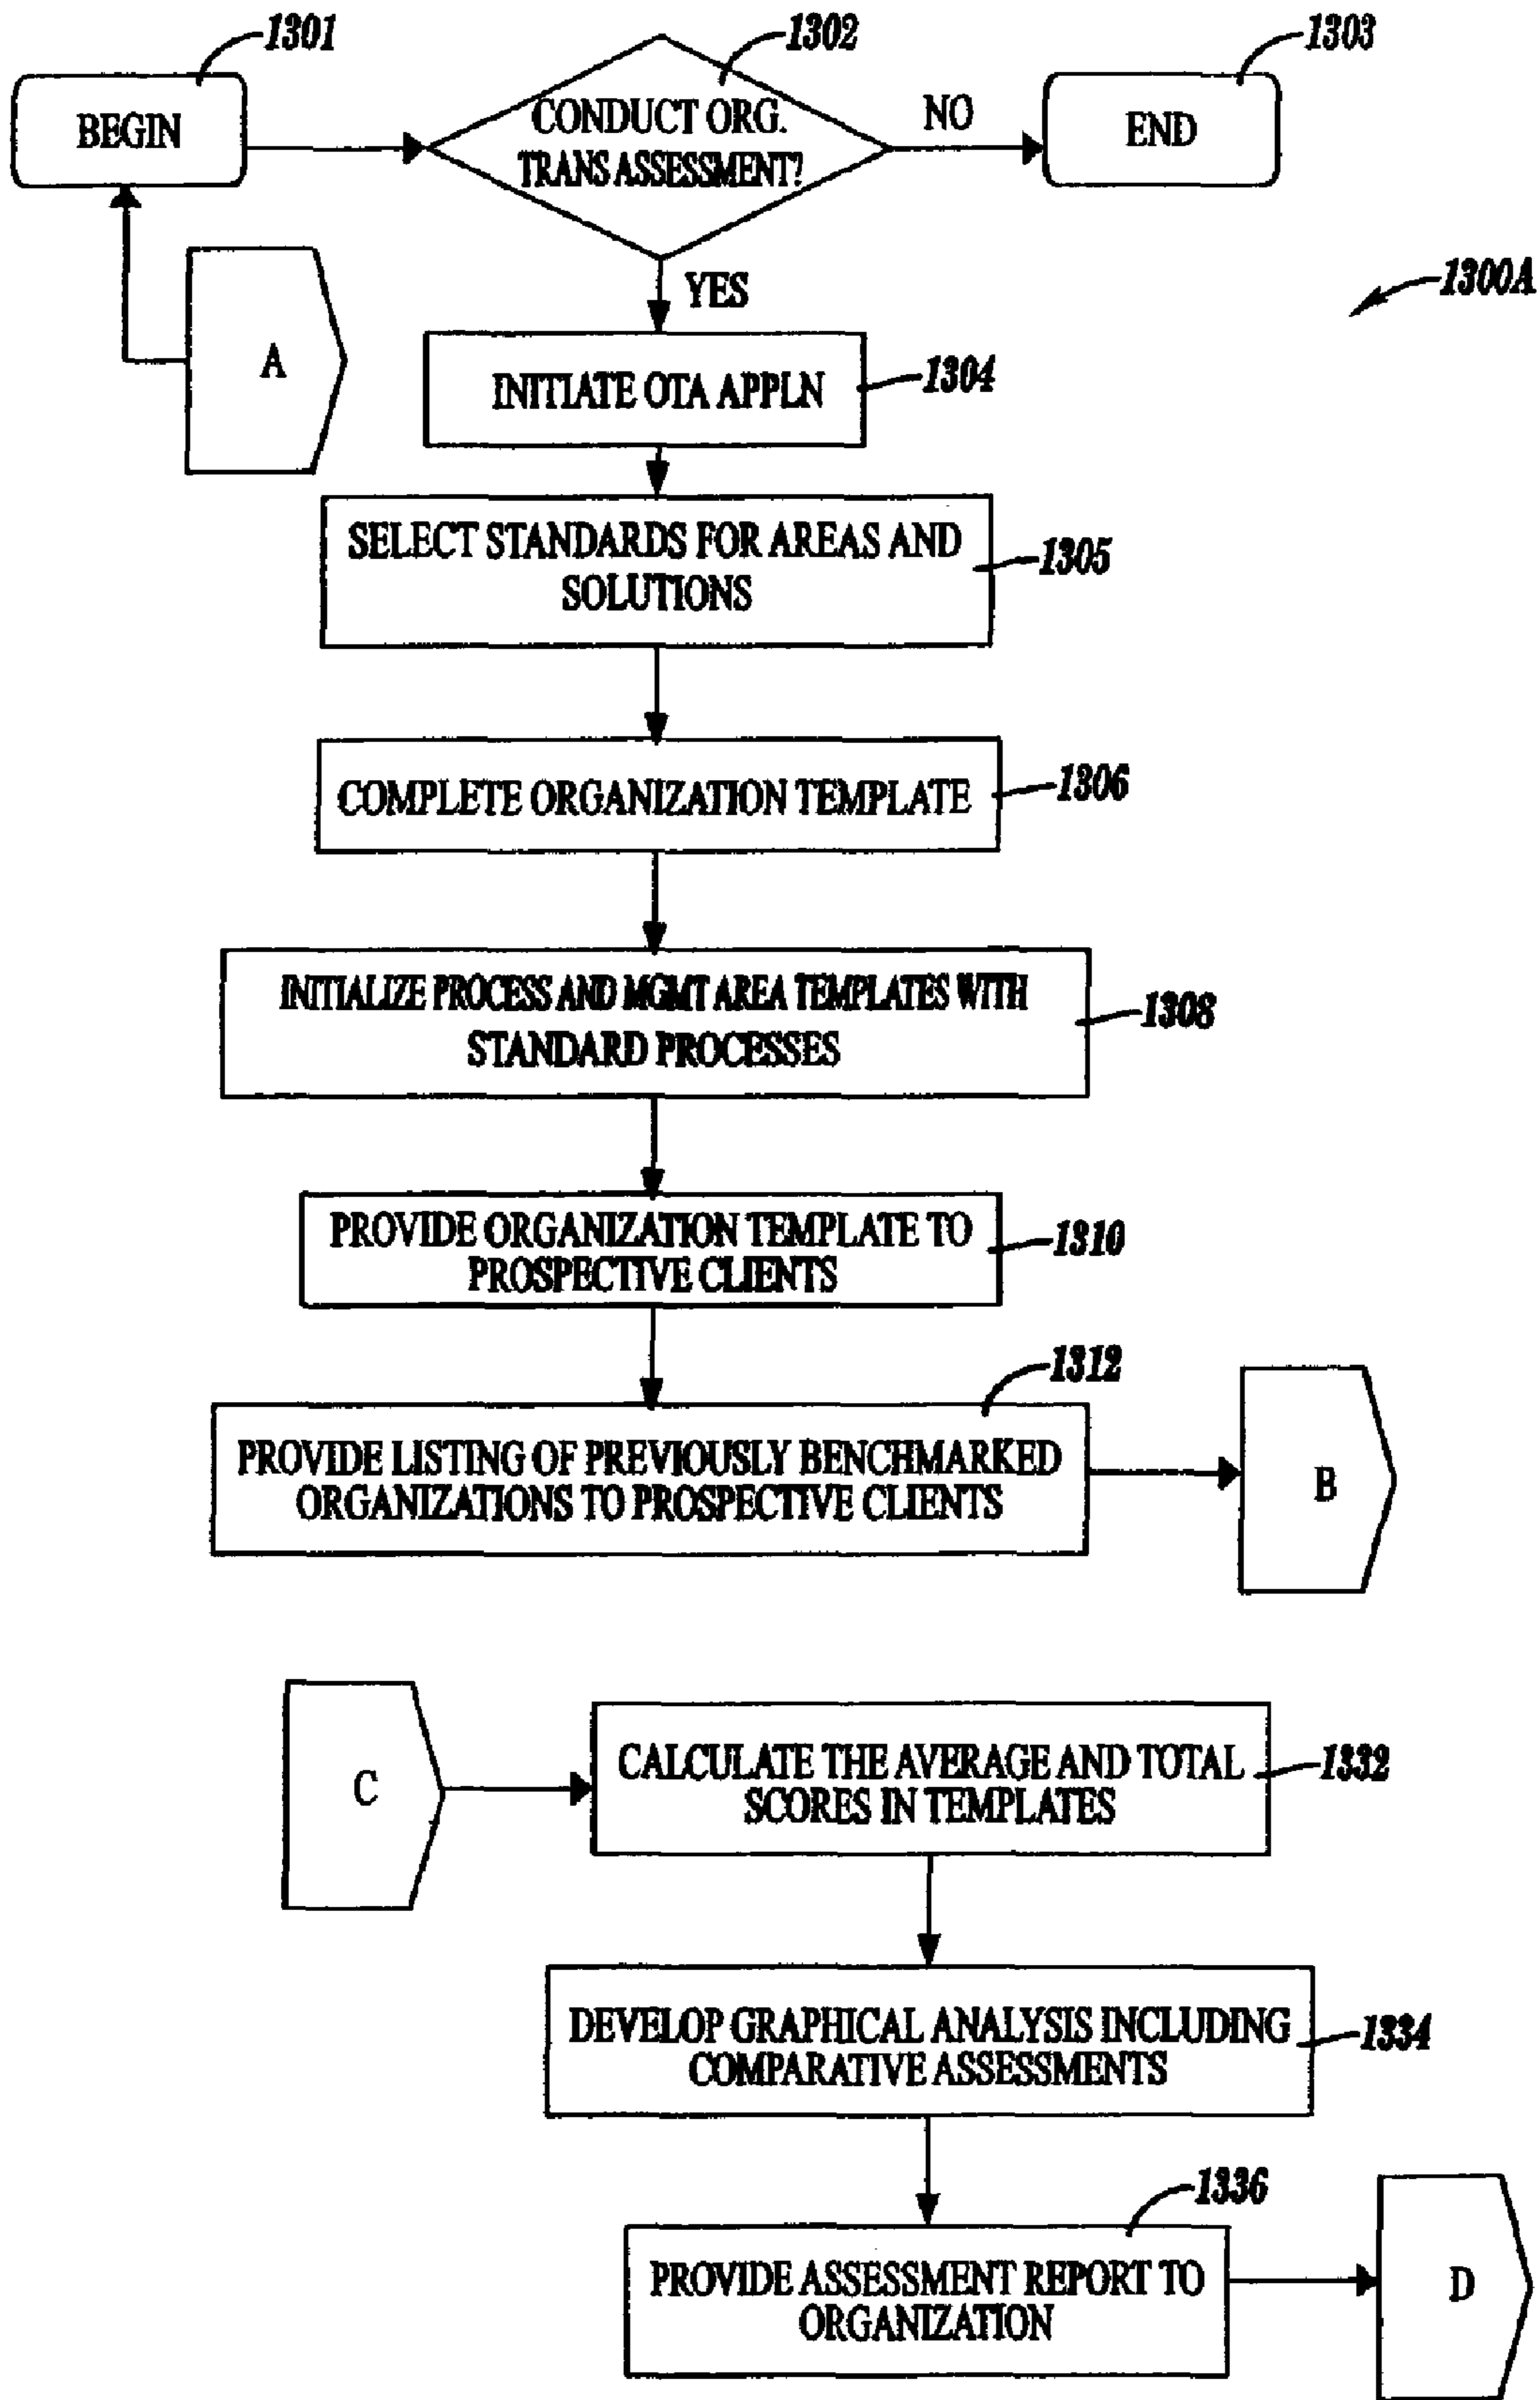 1301
BEGIN
1302
CONDUCT ORG.
TRANS ASSESSMENT?
NO
1303
END
YES
1300A
A
INITIATE OTA APPLN
1304
SELECT STANDARDS FOR AREAS AND
SOLUTIONS
1305
COMPLETE ORGANIZATION TEMPLATE
1306
INITIALIZE PROCESS AND MGMT AREA TEMPLATES WITH
STANDARD PROCESSES
1308
PROVIDE ORGANIZATION TEMPLATE TO
PROSPECTIVE CLIENTS
1310
1312
PROVIDE LISTING OF PREVIOUSLY BENCHMARKED
ORGANIZATIONS TO PROSPECTIVE CLIENTS
B
C
CALCULATE THE AVERAGE AND TOTAL
SCORES IN TEMPLATES
1332
DEVELOP GRAPHICAL ANALYSIS INCLUDING
COMPARATIVE ASSESSMENTS
1334
1336
PROVIDE ASSESSMENT REPORT TO
ORGANIZATION
D